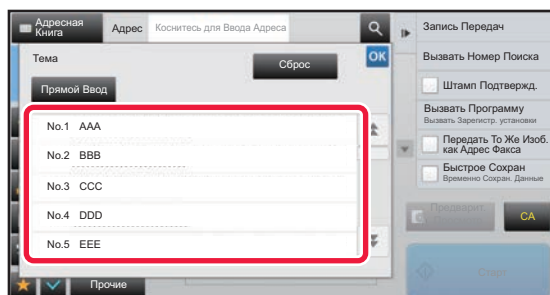 Адресная
Книга
Адрес
Коснитесь для Ввода Адреса
Тема
Сброс
OK
Прямой Ввод
No.1 AAA
No.2 BBB
No.3 CCC
No.4 DDD
No.5 EEE
Прочие
Запись Передач
Вызвать Номер Поиска
Штамп Подтвержд.
Вызвать Программу
Вызвать Зарегистр. установки
Передать То Же Изоб.
как Адрес Факса
Быстрое Сохран
Временно Сохран. Данные
CA
Старт